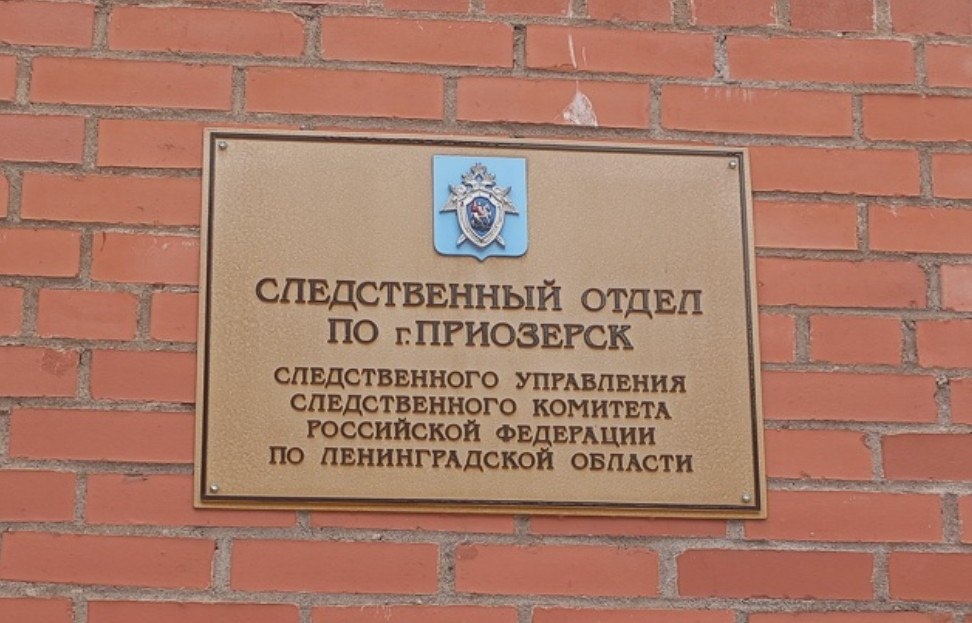 СЛЕДСТВЕННЫЙ ОТДЕЛ
ПО г. ПРИОЗЕРСК
СЛЕДСТВЕННОГО УПРАВЛЕНИЯ
СЛЕДСТВЕННОГО КОМИТЕТА
РОССИЙСКОЙ ФЕДЕРАЦИИ
ПО ЛЕНИНГРАДСКОЙ ОБЛАСТИ